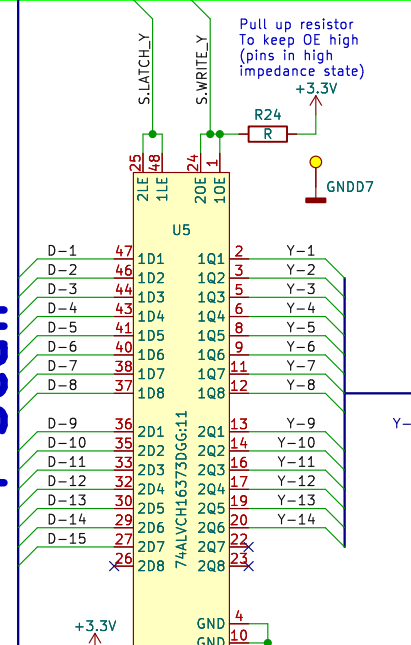 Pull up resistor
To keep OE high
(pins in high
impedance state)
S.LATCH_Y
S.WRITE_Y
+3.3V
R24
R
GNDD7
25 48 24 1
2LE 1LE 2OE 1OE
U5
D-1 47 1D1 1Q1 2 Y-1
D-2 46 1D2 1Q2 3 Y-2
D-3 44 1D3 1Q3 5 Y-3
D-4 43 1D4 1Q4 6 Y-4
D-5 41 1D5 1Q5 8 Y-5
D-6 40 1D6 1Q6 9 Y-6
D-7 38 1D7 1Q7 11 Y-7
D-8 37 1D8 1Q8 12 Y-8
D-9 36 2D1 2Q1 13 Y-9
D-10 35 2D2 2Q2 14 Y-10
D-11 33 2D3 2Q3 16 Y-11
D-12 32 2D4 2Q4 17 Y-12
D-13 30 2D5 2Q5 19 Y-13
D-14 29 2D6 2Q6 20 Y-14
D-15 27 2D7 2Q7 22
26 2D8 2Q8 23
74ALVCH16373DGG:11
Y-
+3.3V
GND 4
GND 10